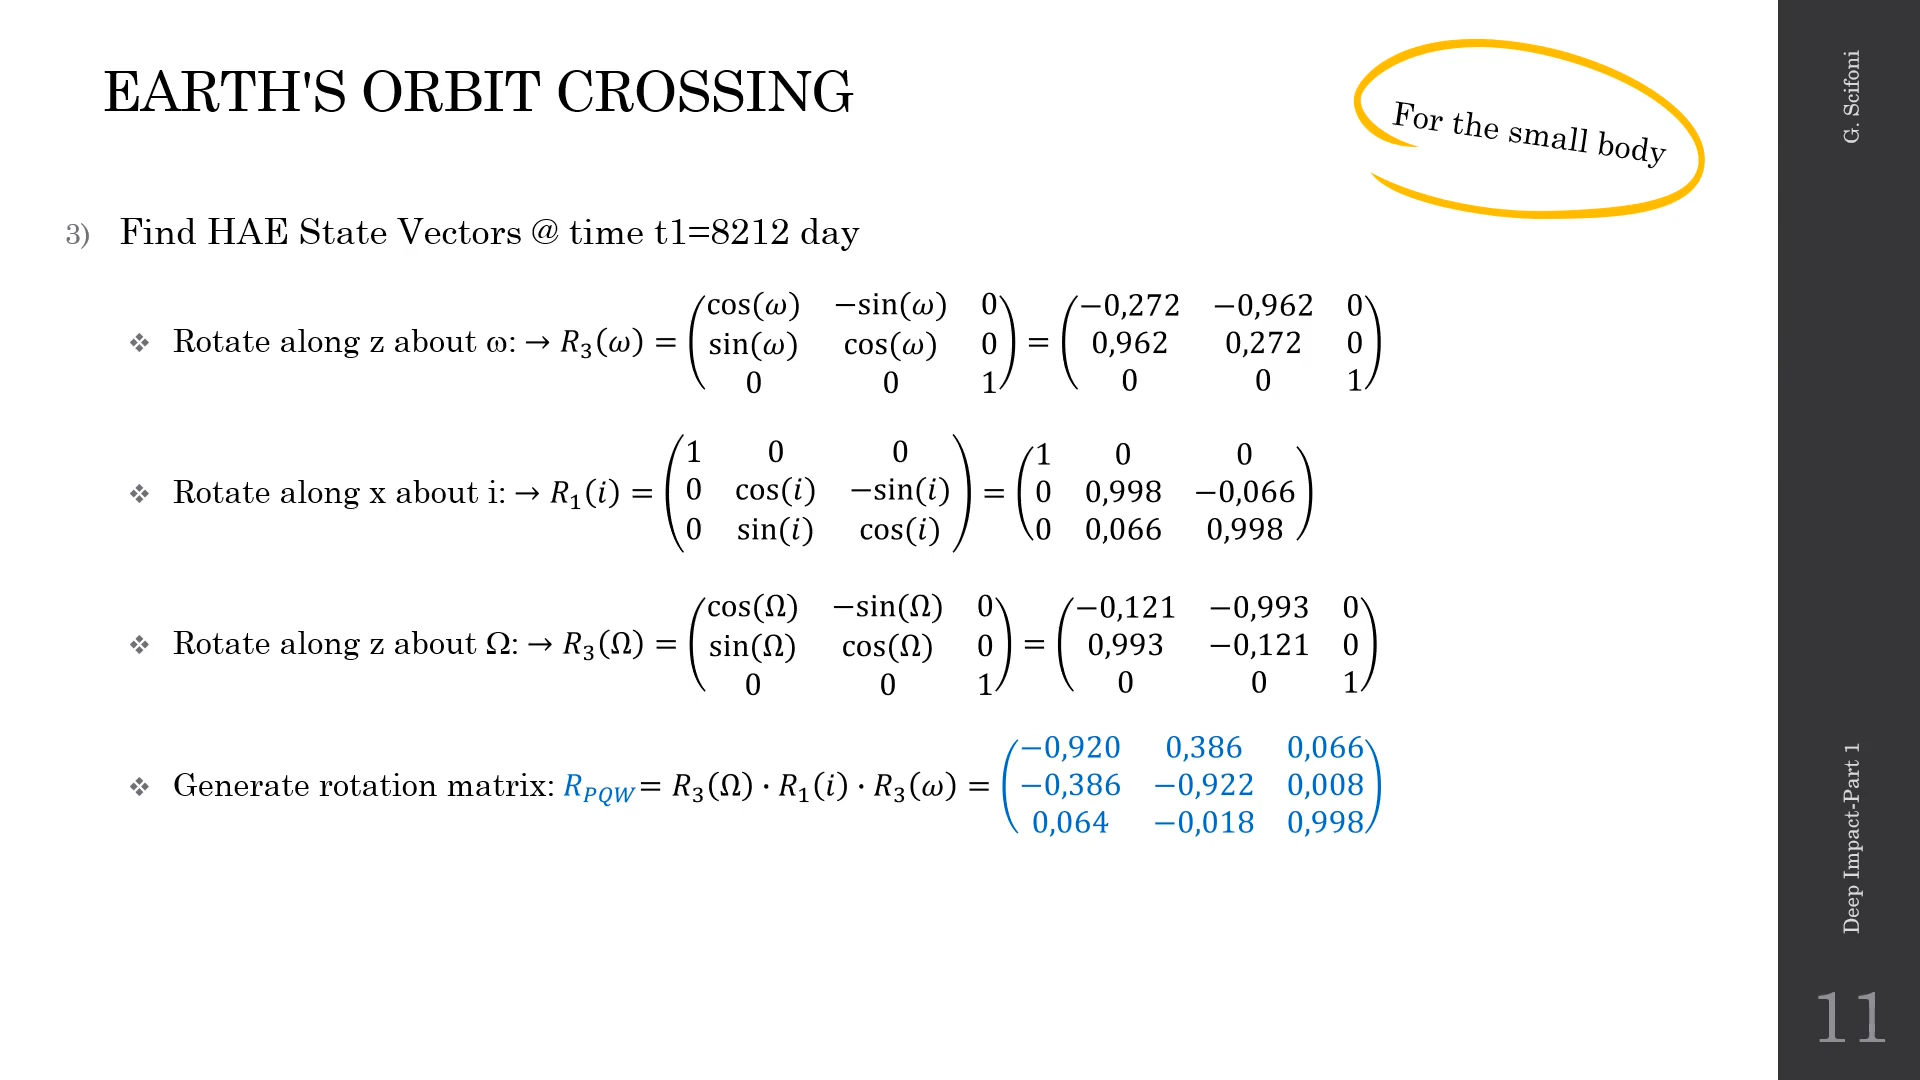 EARTH'S ORBIT CROSSING
For the small body
3) Find HAE State Vectors @ time t1=8212 day
❖ Rotate along z about ω: → R₃(ω) = (cos(ω) −sin(ω) 0 = (−0,272 −0,962 0
sin(ω) cos(ω) 0 0,962 0,272 0
0 0 1) 0 0 1)
❖ Rotate along x about i: → R₁(i) = (1 0 0 = (1 0 0
0 cos(i) −sin(i) 0 0,998 −0,066
0 sin(i) cos(i)) 0 0,066 0,998)
❖ Rotate along z about Ω: → R₃(Ω) = (cos(Ω) −sin(Ω) 0 = (−0,121 −0,993 0
sin(Ω) cos(Ω) 0 0,993 −0,121 0
0 0 1) 0 0 1)
❖ Generate rotation matrix: R_PQW = R₃(Ω) · R₁(i) · R₃(ω) = (−0,920 0,386 0,066
−0,386 −0,922 0,008
0,064 −0,018 0,998)
G. Scifoni
Deep Impact-Part 1
11